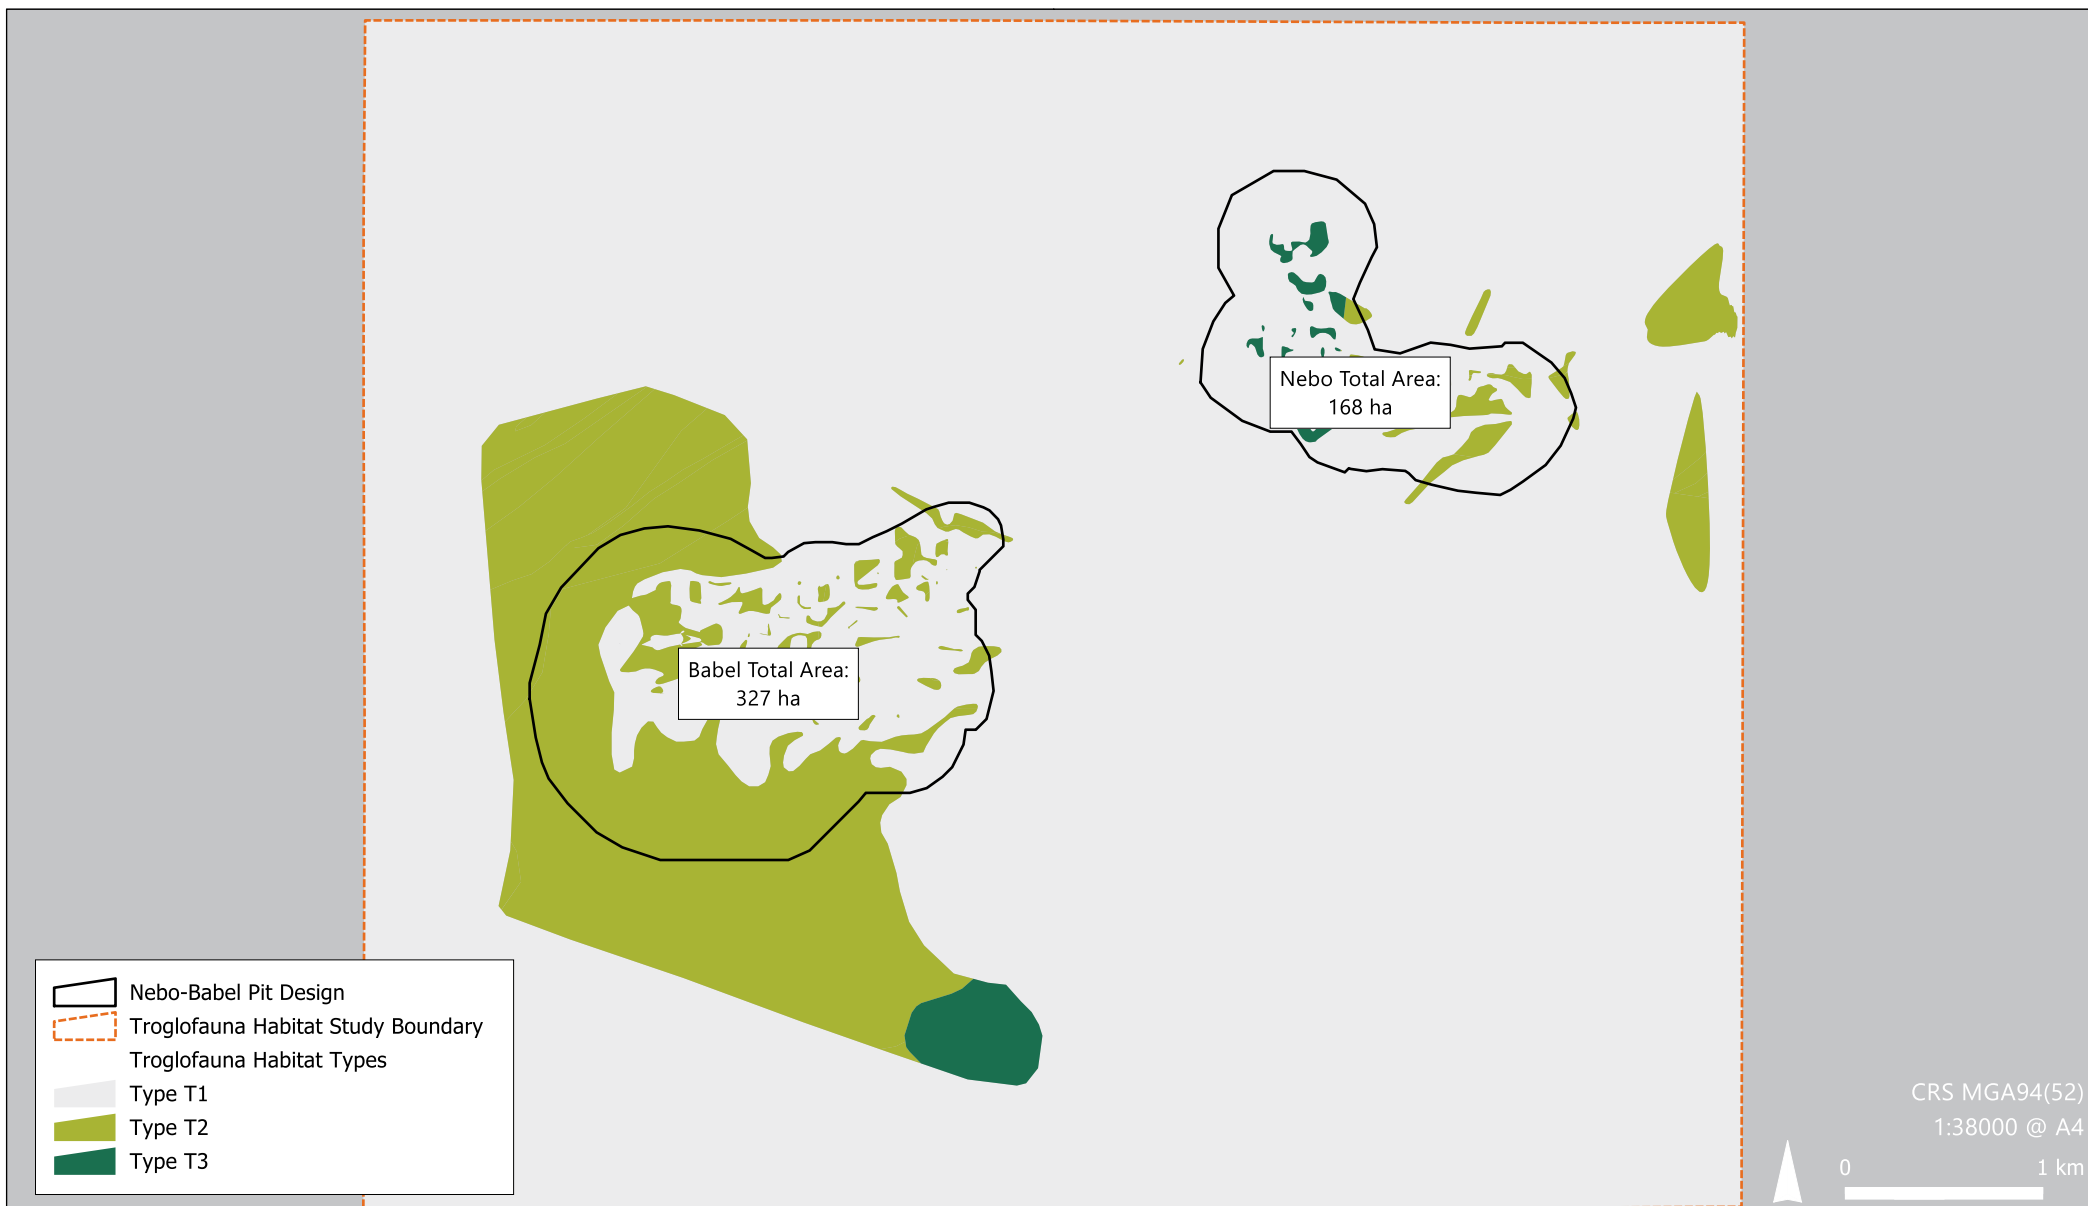 Nebo Total Area:
168 ha
Babel Total Area:
327 ha
Nebo-Babel Pit Design
Troglofauna Habitat Study Boundary
Troglofauna Habitat Types
Type T1
Type T2
Type T3
CRS MGA94(52)
1:38000 @ A4
0 1 km